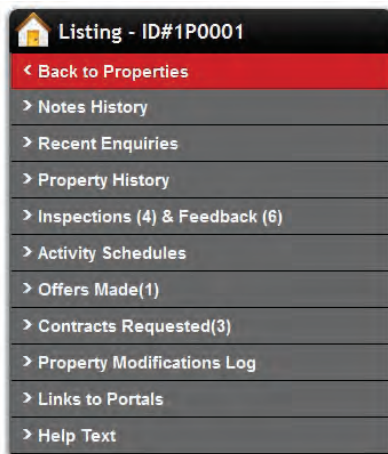 Listing - ID#1P0001
< Back to Properties
> Notes History
> Recent Enquiries
> Property History
> Inspections (4) & Feedback (6)
> Activity Schedules
> Offers Made(1)
> Contracts Requested(3)
> Property Modifications Log
> Links to Portals
> Help Text